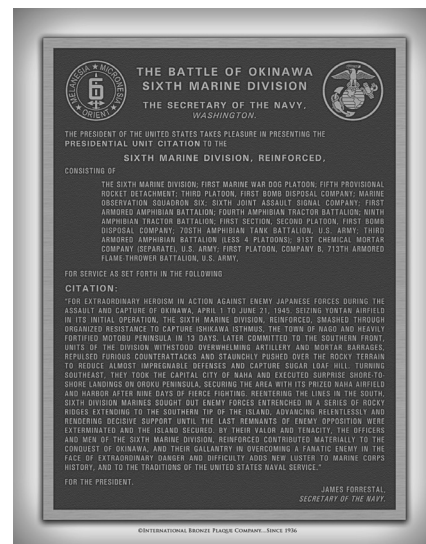 MELANESIA ★ MICRONESIA
6
ORIENT
THE BATTLE OF OKINAWA
SIXTH MARINE DIVISION
THE SECRETARY OF THE NAVY.
WASHINGTON.
THE PRESIDENT OF THE UNITED STATES TAKES PLEASURE IN PRESENTING THE
PRESIDENTIAL UNIT CITATION TO THE
SIXTH MARINE DIVISION, REINFORCED,
CONSISTING OF
THE SIXTH MARINE DIVISION; FIRST MARINE WAR DOG PLATOON; FIFTH PROVISIONAL
ROCKET DETACHMENT; THIRD PLATOON, FIRST BOMB DISPOSAL COMPANY; MARINE
OBSERVATION SQUADRON SIX; SIXTH JOINT ASSAULT SIGNAL COMPANY; FIRST
ARMORED AMPHIBIAN BATTALION; FOURTH AMPHIBIAN TRACTOR BATTALION; NINTH
AMPHIBIAN TRACTOR BATTALION, FIRST SECTION, SECOND PLATOON, FIRST BOMB
DISPOSAL COMPANY; 708TH AMPHIBIAN TANK BATTALION, U.S. ARMY; THIRD
ARMORED AMPHIBIAN BATTALION (LESS 4 PLATOONS); 91ST CHEMICAL MORTAR
COMPANY (SEPARATE), U.S. ARMY; FIRST PLATOON, COMPANY B, 713TH ARMORED
FLAME-THROWER BATTALION, U.S. ARMY,
FOR SERVICE AS SET FORTH IN THE FOLLOWING
CITATION:
"FOR EXTRAORDINARY HEROISM IN ACTION AGAINST ENEMY JAPANESE FORCES DURING THE
ASSAULT AND CAPTURE OF OKINAWA, APRIL 1 TO JUNE 21, 1945. SEIZING YONTAN AIRFIELD
IN ITS INITIAL OPERATION, THE SIXTH MARINE DIVISION, REINFORCED, SMASHED THROUGH
ORGANIZED RESISTANCE TO CAPTURE ISHIKAWA ISTHMUS, THE TOWN OF NAGO AND HEAVILY
FORTIFIED MOTOBU PENINSULA IN 13 DAYS. LATER COMMITTED TO THE SOUTHERN FRONT,
UNITS OF THE DIVISION WITHSTOOD OVERWHELMING ARTILLERY AND MORTAR BARRAGES,
REPULSED FURIOUS COUNTERATTACKS AND STAUNCHLY PUSHED OVER THE ROCKY TERRAIN
TO REDUCE ALMOST IMPREGNABLE DEFENSES AND CAPTURE SUGAR LOAF HILL. TURNING
SOUTHEAST, THEY TOOK THE CAPITAL CITY OF NAHA AND EXECUTED SURPRISE SHORE-TO-
SHORE LANDINGS ON OROKU PENINSULA, SECURING THE AREA WITH ITS PRIZED NAHA AIRFIELD
AND HARBOR AFTER NINE DAYS OF FIERCE FIGHTING. REENTERING THE LINES IN THE SOUTH,
SIXTH DIVISION MARINES SOUGHT OUT ENEMY FORCES ENTRENCHED IN A SERIES OF ROCKY
RIDGES EXTENDING TO THE SOUTHERN TIP OF THE ISLAND, ADVANCING RELENTLESSLY AND
RENDERING DECISIVE SUPPORT UNTIL THE LAST REMNANTS OF ENEMY OPPOSITION WERE
EXTERMINATED AND THE ISLAND SECURED. BY THEIR VALOR AND TENACITY, THE OFFICERS
AND MEN OF THE SIXTH MARINE DIVISION, REINFORCED CONTRIBUTED MATERIALLY TO THE
CONQUEST OF OKINAWA, AND THEIR GALLANTRY IN OVERCOMING A FANATIC ENEMY IN THE
FACE OF EXTRAORDINARY DANGER AND DIFFICULTY ADDS NEW LUSTER TO MARINE CORPS
HISTORY, AND TO THE TRADITIONS OF THE UNITED STATES NAVAL SERVICE."
FOR THE PRESIDENT.
JAMES FORRESTAL,
SECRETARY OF THE NAVY.
©INTERNATIONAL BRONZE PLAQUE COMPANY...SINCE 1936